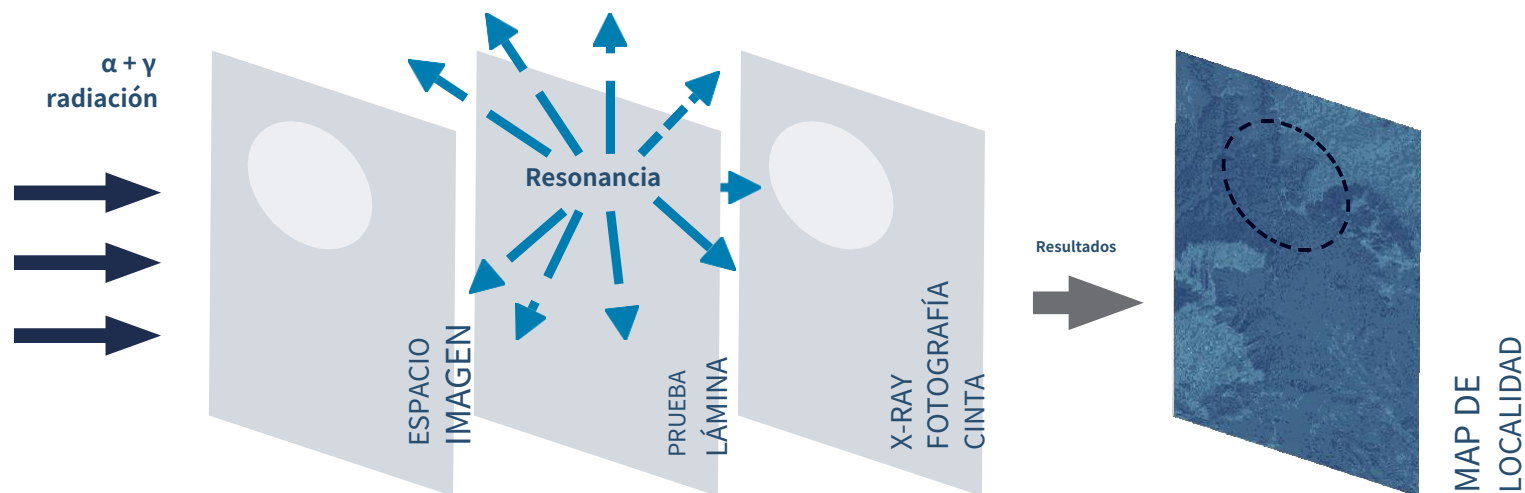 α + γ
radiación
Resonancia
ESPACIO
IMAGEN
PRUEBA
LÁMINA
X-RAY
FOTOGRAFÍA
CINTA
Resultados
MAP DE
LOCALIDAD